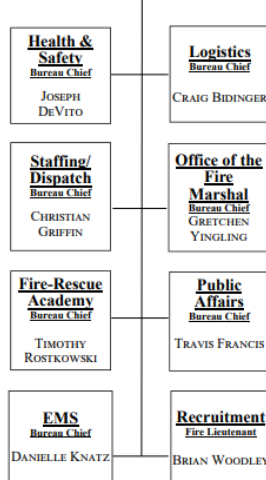 Health &
Safety
Bureau Chief
JOSEPH
DEVITO
Logistics
Bureau Chief
CRAIG BIDINGER
Staffing/
Dispatch
Bureau Chief
CHRISTIAN
GRIFFIN
Office of the
Fire
Marshal
Bureau Chief
GRETCHEN
YINGLING
Fire-Rescue
Academy
Bureau Chief
TIMOTHY
ROSTKOWSKI
Public
Affairs
Bureau Chief
TRAVIS FRANCIS
EMS
Bureau Chief
DANIELLE KNATZ
Recruitment
Fire Lieutenant
BRIAN WOODLEY